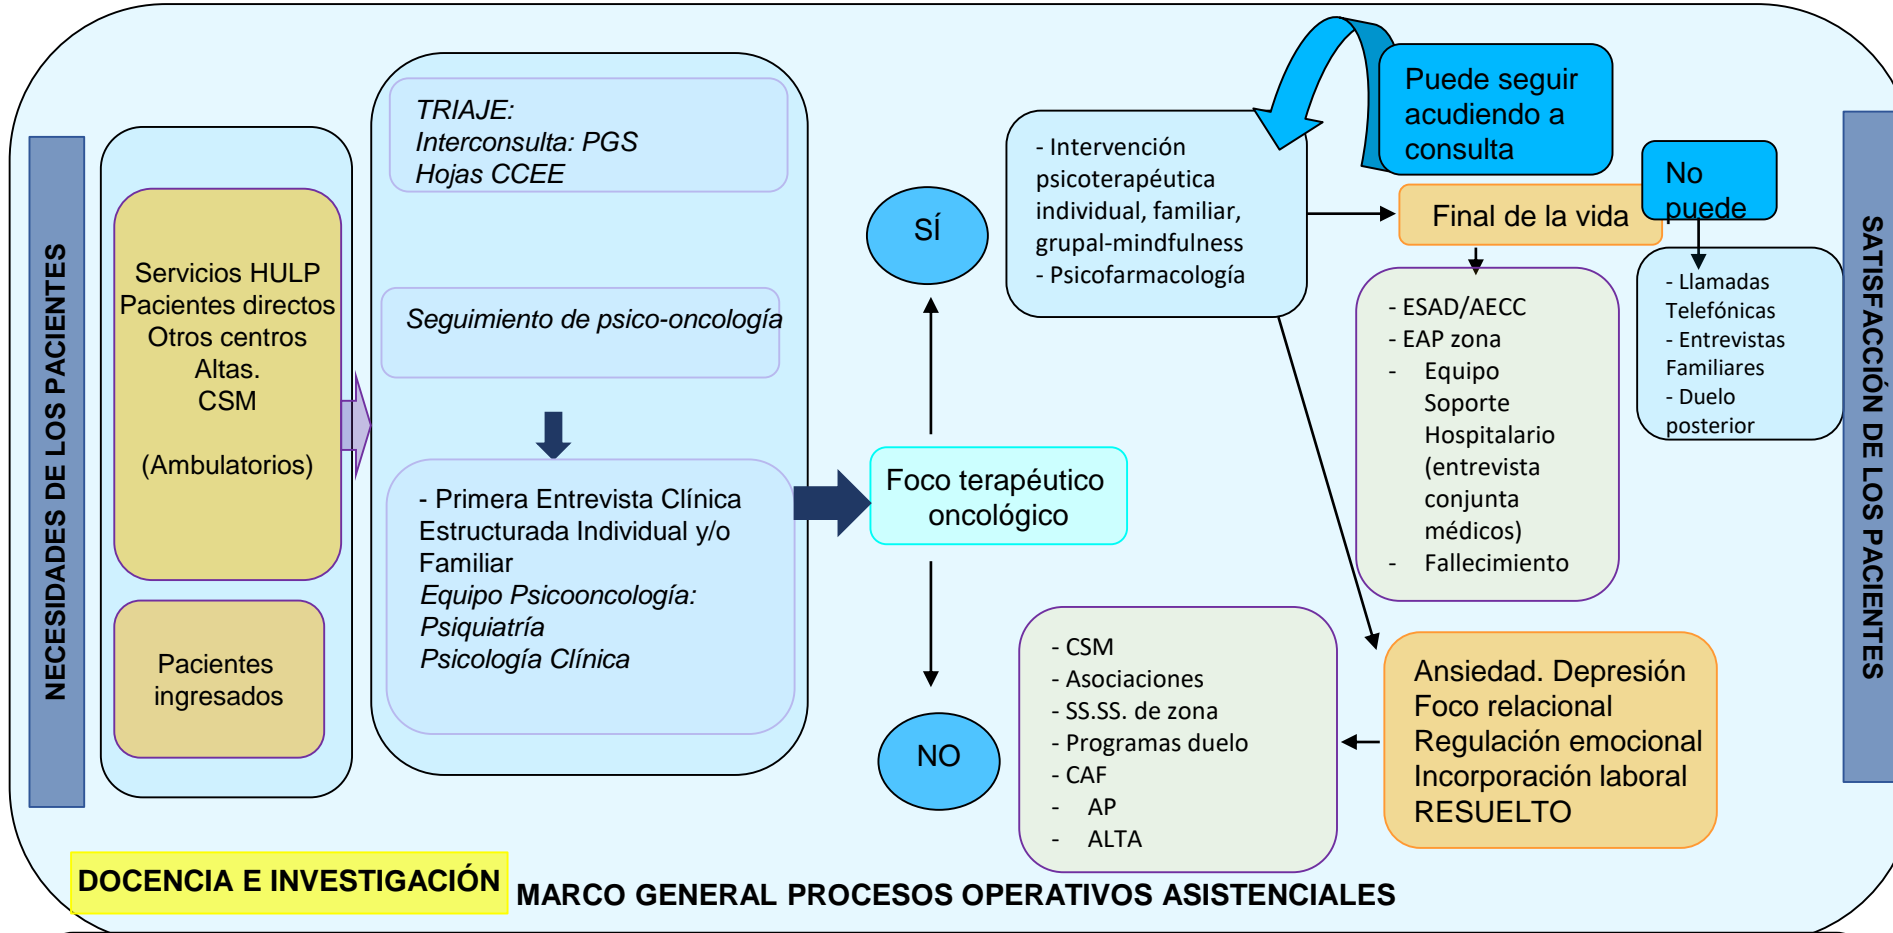 NECESIDADES DE LOS PACIENTES
Servicios HULP
Pacientes directos
Otros centros
Altas.
CSM
(Ambulatorios)
Pacientes
ingresados
TRIAJE:
Interconsulta: PGS
Hojas CCEE
Seguimiento de psico-oncología
- Primera Entrevista Clínica
Estructurada Individual y/o
Familiar
Equipo Psicooncología:
Psiquiatría
Psicología Clínica
Foco terapéutico
oncológico
SÍ
NO
- Intervención
psicoterapéutica
individual, familiar,
grupal-mindfulness
- Psicofarmacología
Puede seguir
acudiendo a
consulta
Final de la vida
No
puede
- Llamadas
Telefónicas
- Entrevistas
Familiares
- Duelo
posterior
- ESAD/AECC
- EAP zona
- Equipo
Soporte
Hospitalario
(entrevista
conjunta
médicos)
- Fallecimiento
Ansiedad. Depresión
Foco relacional
Regulación emocional
Incorporación laboral
RESUELTO
- CSM
- Asociaciones
- SS.SS. de zona
- Programas duelo
- CAF
- AP
- ALTA
SATISFACCIÓN DE LOS PACIENTES
DOCENCIA E INVESTIGACIÓN
MARCO GENERAL PROCESOS OPERATIVOS ASISTENCIALES